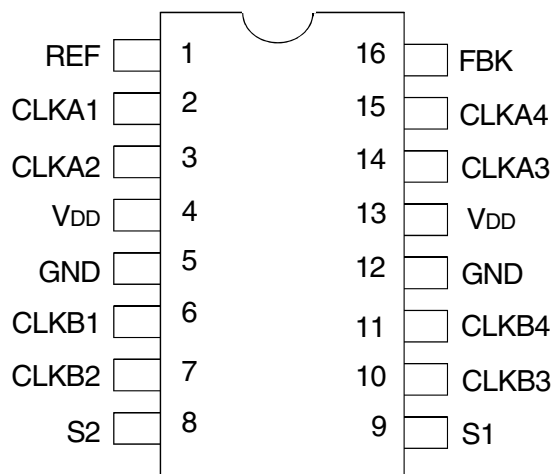 REF 1 16 FBK
CLKA1 2 15 CLKA4
CLKA2 3 14 CLKA3
VDD 4 13 VDD
GND 5 12 GND
CLKB1 6 11 CLKB4
CLKB2 7 10 CLKB3
S2 8 9 S1